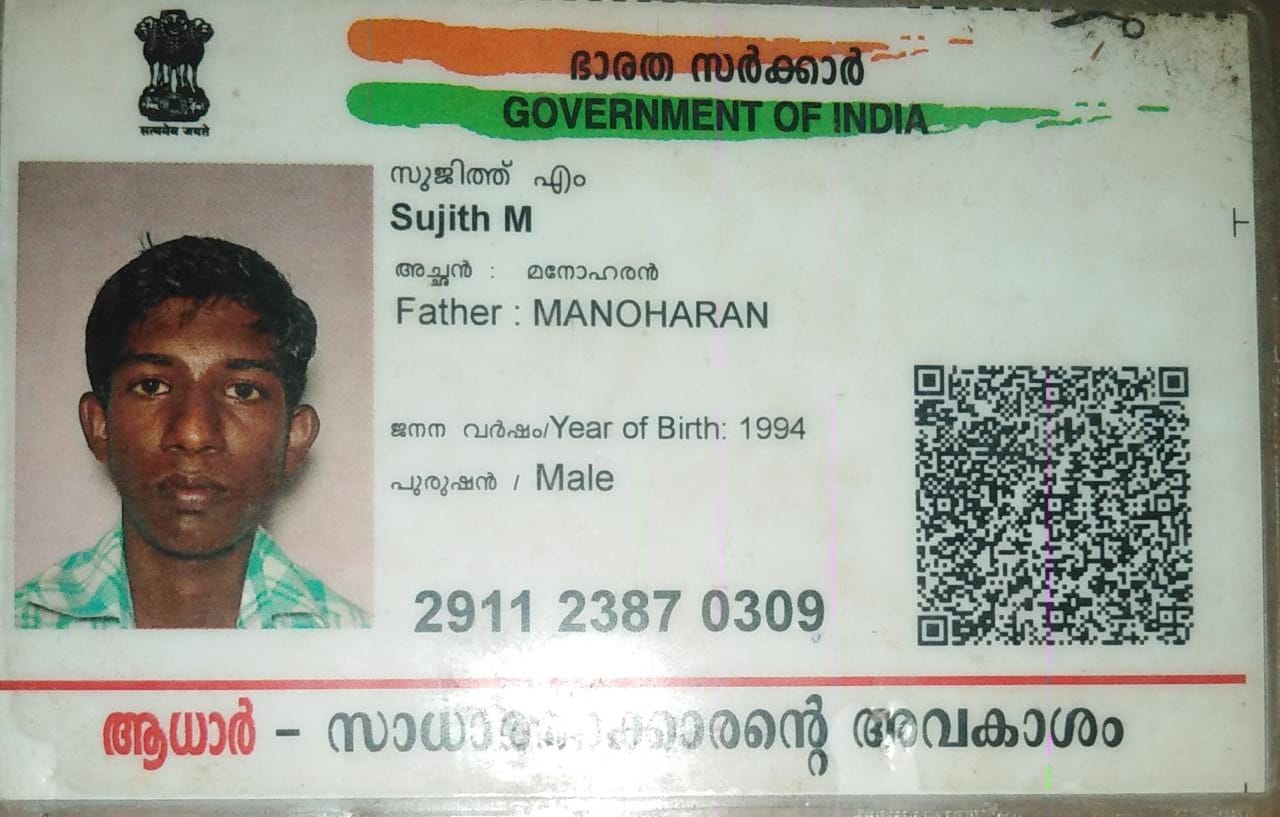 ഭാരത സർക്കാർ
GOVERNMENT OF INDIA
सत्यमेव जयते
സുജിത്ത് എം
Sujith M
അച്ഛൻ : മനോഹരൻ
Father : MANOHARAN
ജനന വർഷം/Year of Birth: 1994
പുരുഷൻ / Male
2911 2387 0309
ആധാർ – സാധാരണക്കാരന്റെ അവകാശം